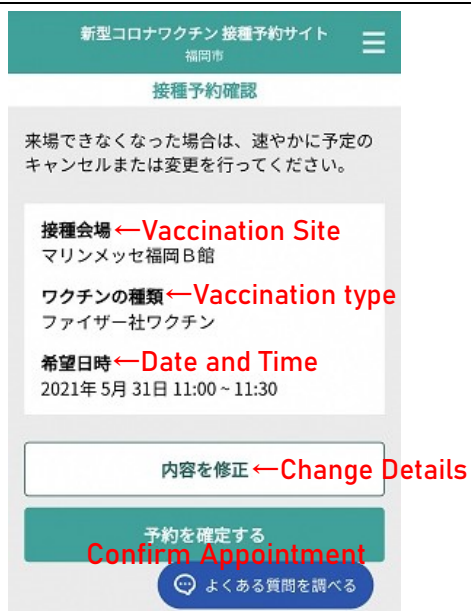 新型コロナワクチン 接種予約サイト
福岡市
接種予約確認
来場できなくなった場合は、速やかに予定の
キャンセルまたは変更を行ってください。
接種会場←Vaccination Site
マリンメッセ福岡B館
ワクチンの種類←Vaccination type
ファイザー社ワクチン
希望日時←Date and Time
2021年 5月 31日 11:00 ~ 11:30
内容を修正←Change Details
予約を確定する
Confirm Appointment
よくある質問を調べる